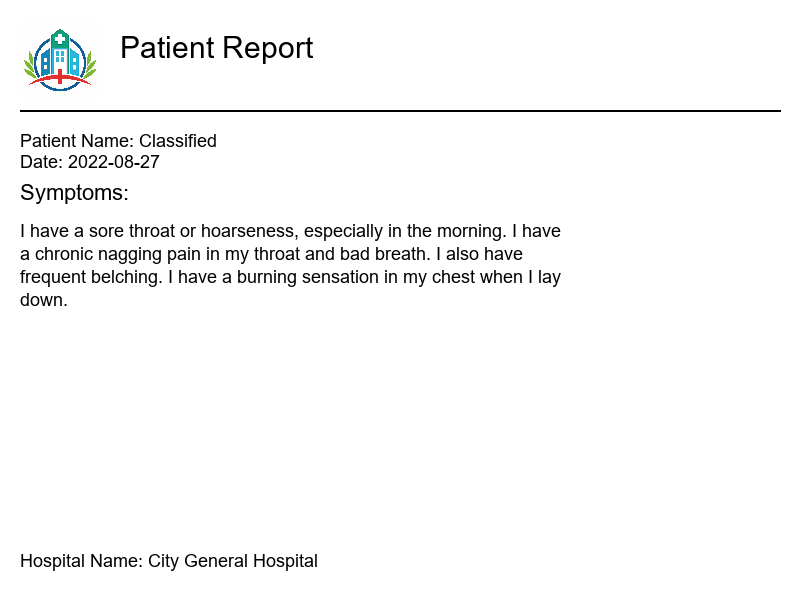 Patient Report
Patient Name: Classified
Date: 2022-08-27
Symptoms:
I have a sore throat or hoarseness, especially in the morning. I have
a chronic nagging pain in my throat and bad breath. I also have
frequent belching. I have a burning sensation in my chest when I lay
down.
Hospital Name: City General Hospital